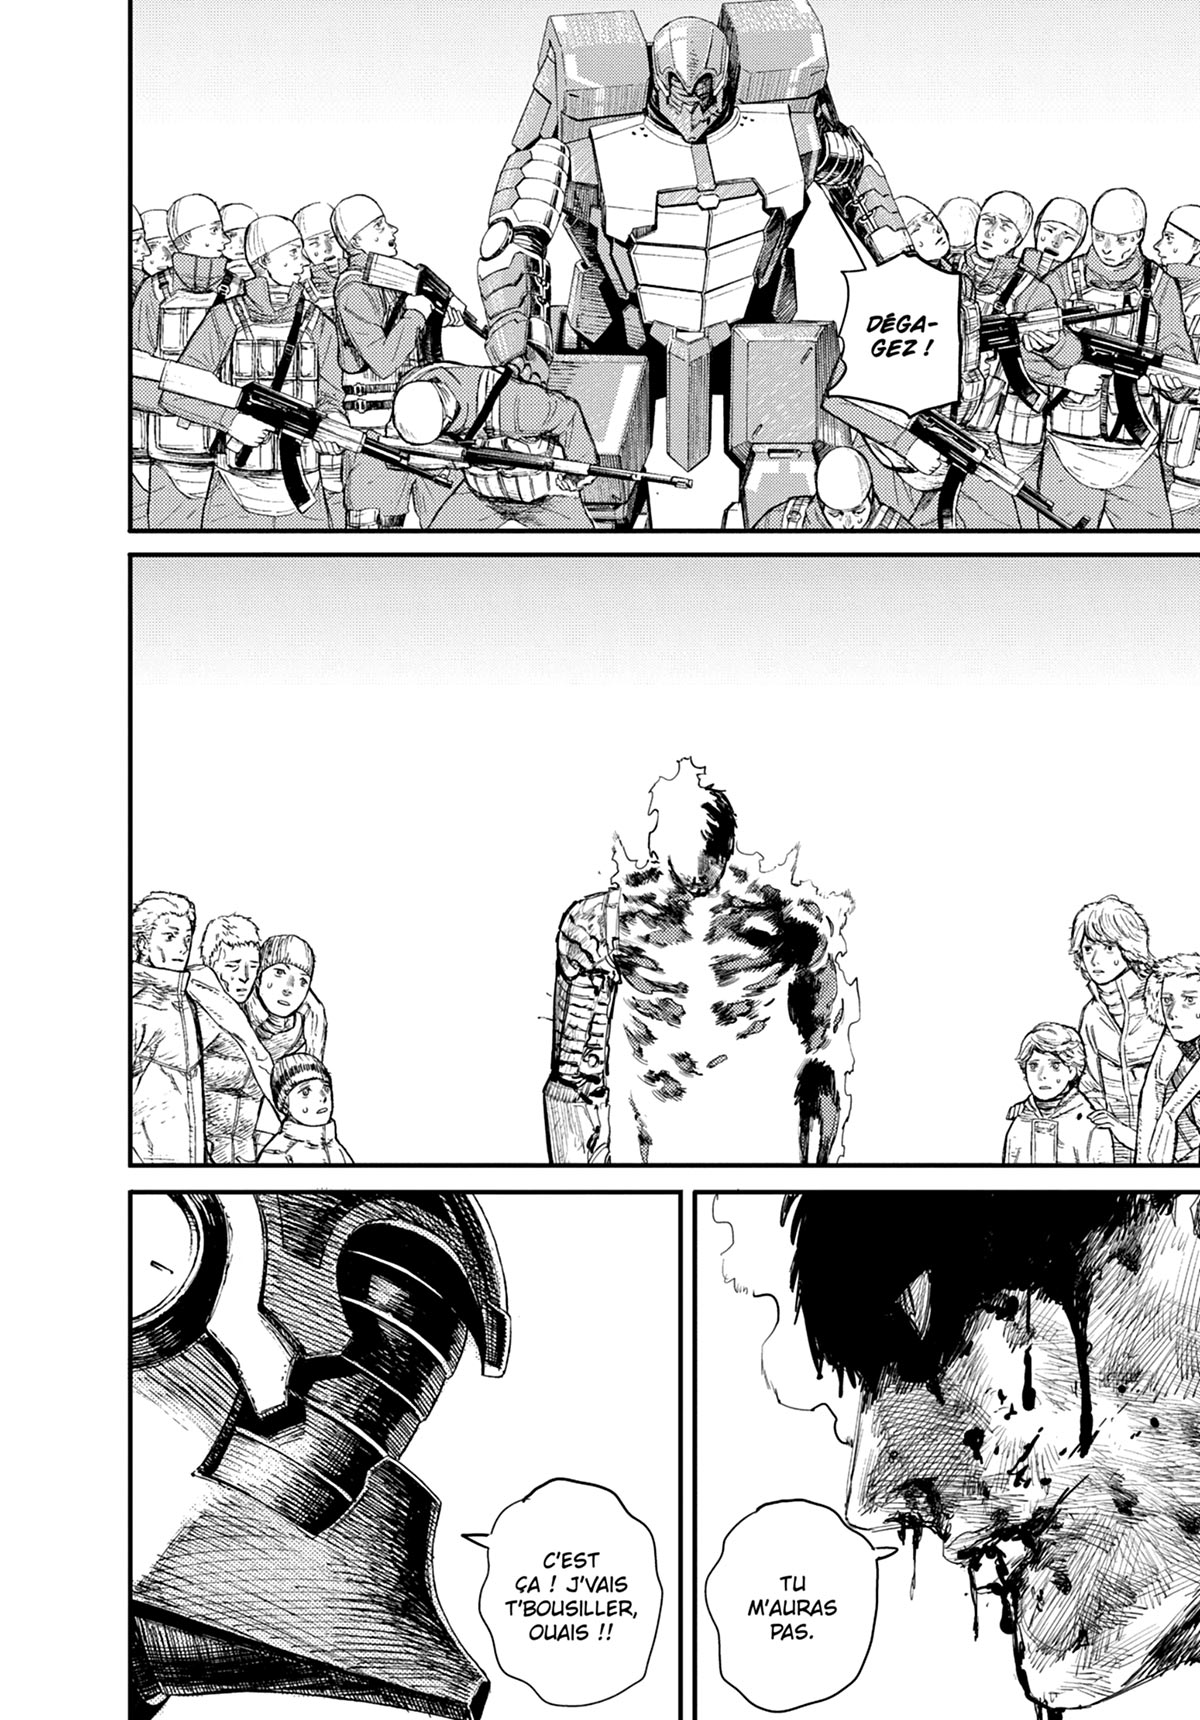 DÉGA-
GEZ !
TU
M'AURAS
PAS.
C'EST
ÇA ! J'VAIS
T'BOUSILLER,
OUAIS !!